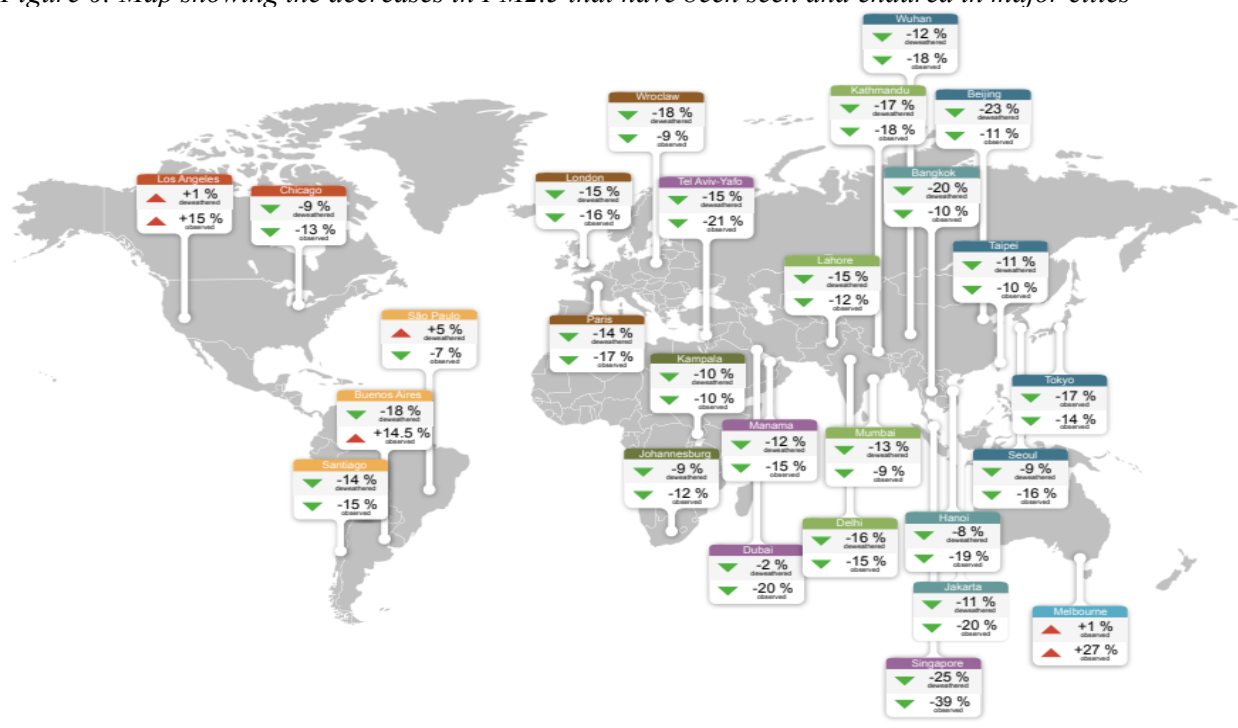 Figure 6: Map showing the decreases in PM2.5 that have been seen and endured in major cities
Wuhan
-12 %
deweathered
-18 %
observed
Kathmandu
-17 %
deweathered
-18 %
observed
Beijing
-23 %
deweathered
-11 %
observed
Wroclaw
-18 %
deweathered
-9 %
observed
Los Angeles
+1 %
deweathered
+15 %
observed
Chicago
-9 %
deweathered
-13 %
observed
London
-15 %
deweathered
-16 %
observed
Tel Aviv-Yafo
-15 %
deweathered
-21 %
observed
Bangkok
-20 %
deweathered
-10 %
observed
Taipei
-11 %
deweathered
-10 %
observed
Lahore
-15 %
deweathered
-12 %
observed
São Paulo
+5 %
deweathered
-7 %
observed
Paris
-14 %
deweathered
-17 %
observed
Kampala
-10 %
deweathered
-10 %
observed
Tokyo
-17 %
deweathered
-14 %
observed
Buenos Aires
-18 %
deweathered
+14.5 %
observed
Manama
-12 %
deweathered
-15 %
observed
Mumbai
-13 %
deweathered
-9 %
observed
Johannesburg
-9 %
deweathered
-12 %
observed
Seoul
-9 %
deweathered
-16 %
observed
Santiago
-14 %
deweathered
-15 %
observed
Hanoi
-8 %
deweathered
-19 %
observed
Delhi
-16 %
deweathered
-15 %
observed
Dubai
-2 %
deweathered
-20 %
observed
Jakarta
-11 %
deweathered
-20 %
observed
Melbourne
+1 %
observed
+27 %
observed
Singapore
-25 %
deweathered
-39 %
observed